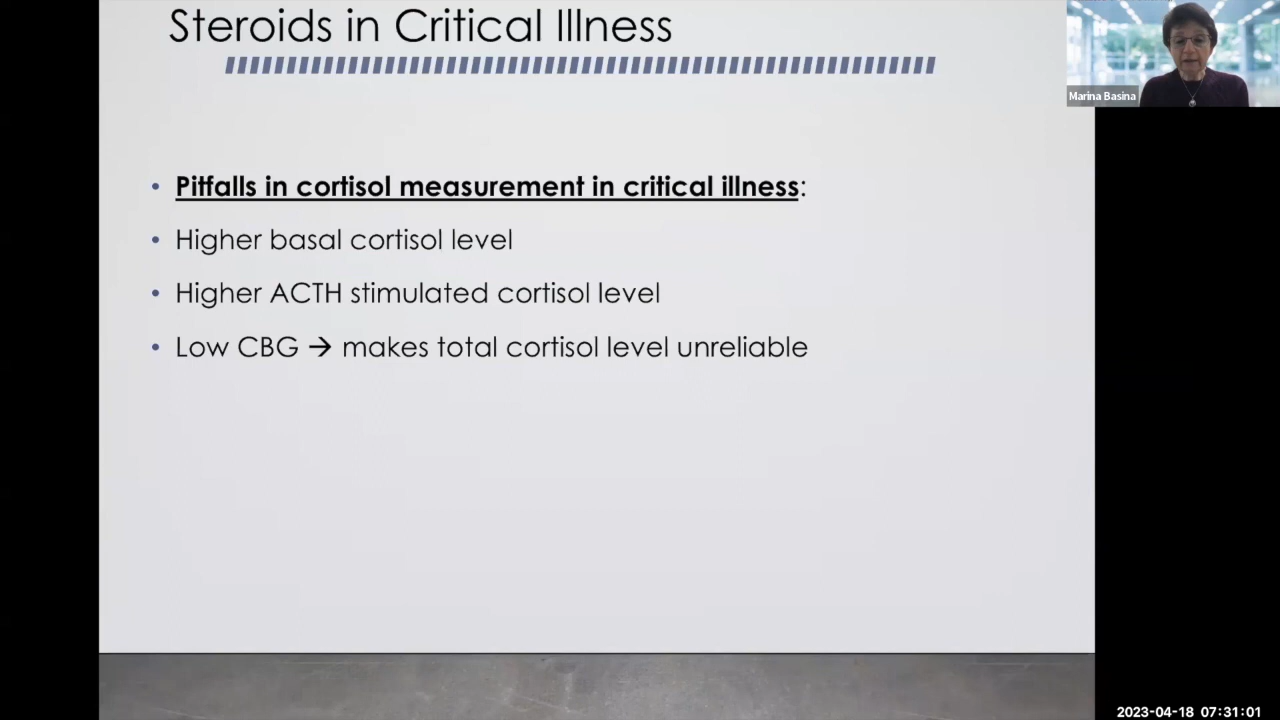 Steroids in Critical Illness
Marina Basina
• Pitfalls in cortisol measurement in critical illness:
• Higher basal cortisol level
• Higher ACTH stimulated cortisol level
• Low CBG → makes total cortisol level unreliable
2023-04-18 07:31:01